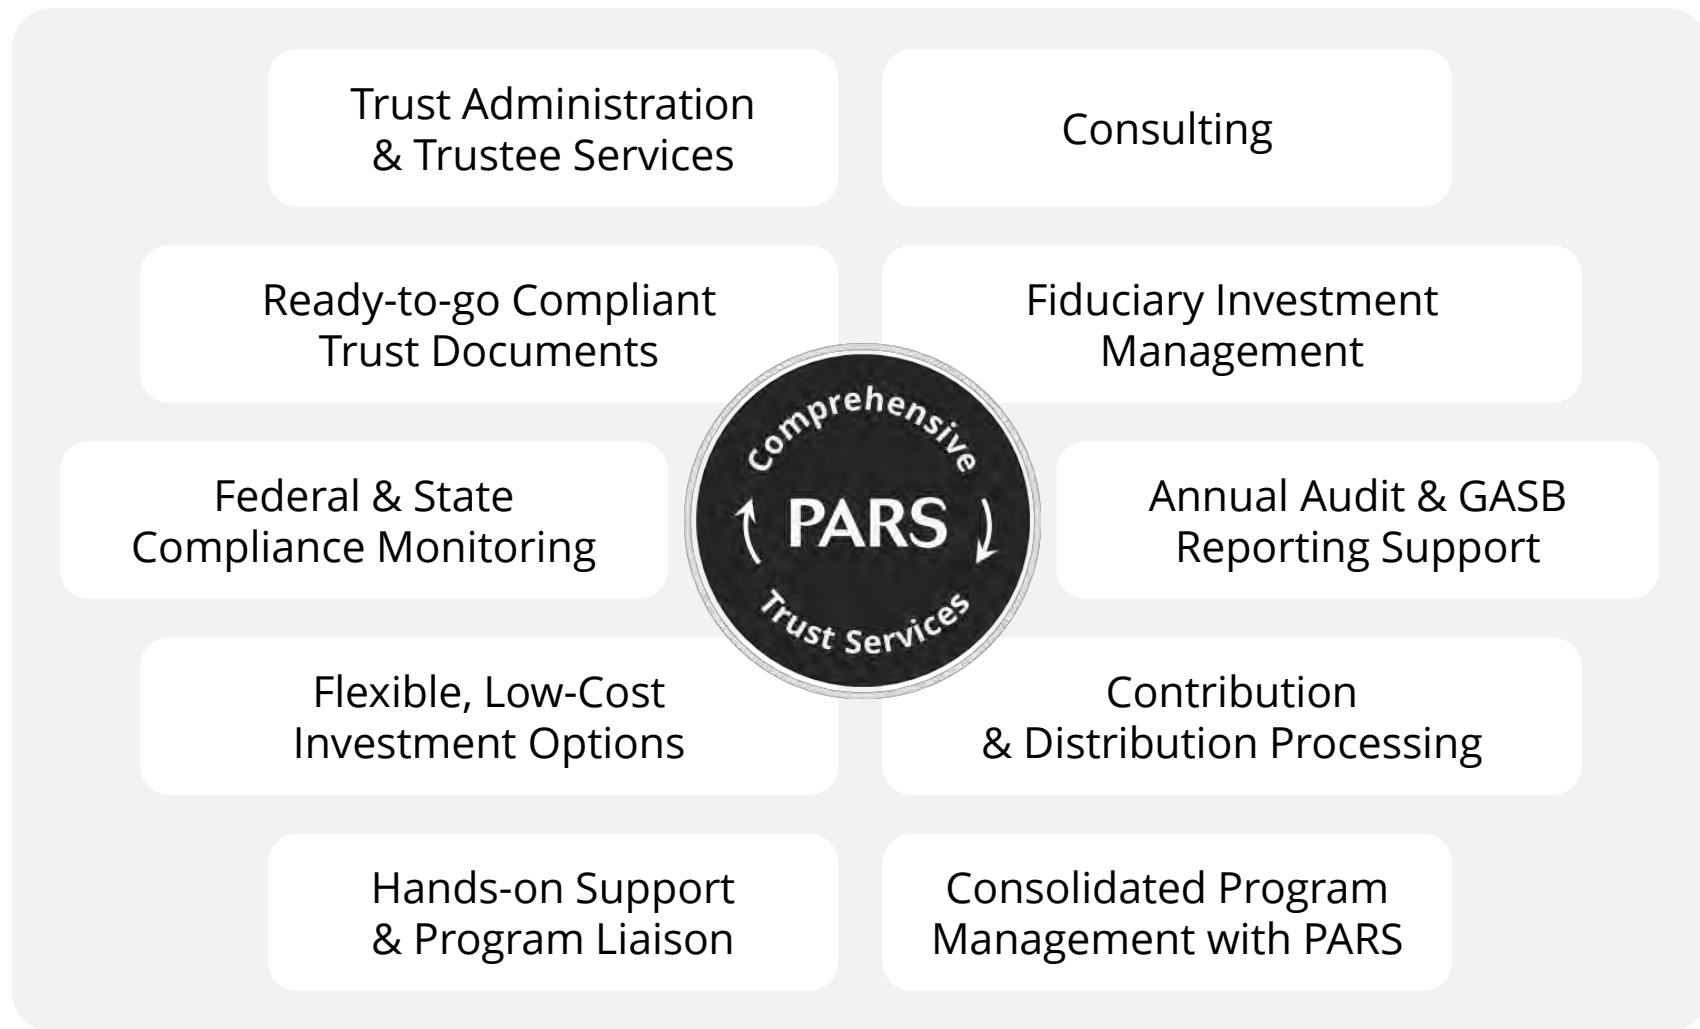 Trust Administration
& Trustee Services
Consulting
Ready-to-go Compliant
Trust Documents
Fiduciary Investment
Management
Comprehensive
PARS
Trust Services
Federal & State
Compliance Monitoring
Annual Audit & GASB
Reporting Support
Flexible, Low-Cost
Investment Options
Contribution
& Distribution Processing
Hands-on Support
& Program Liaison
Consolidated Program
Management with PARS